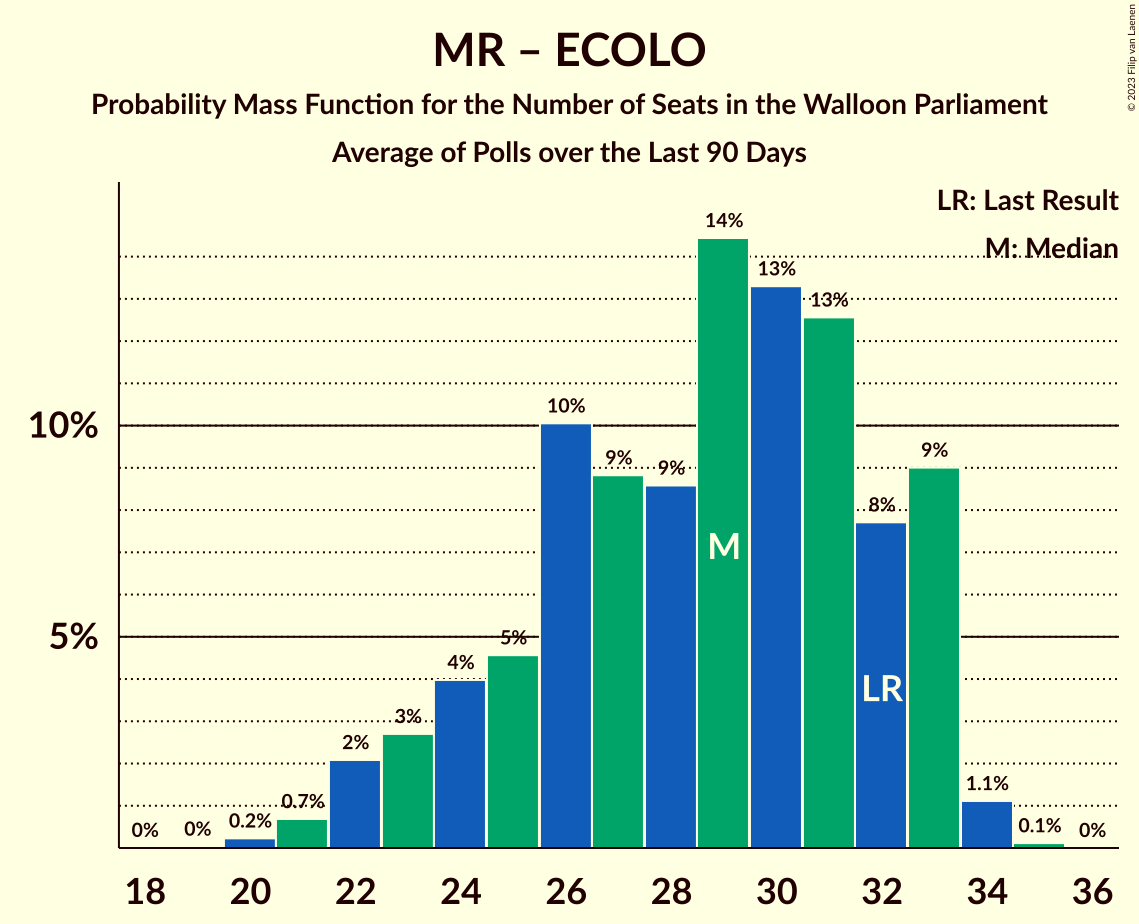 MR – ECOLO
Probability Mass Function for the Number of Seats in the Walloon Parliament
Average of Polls over the Last 90 Days
© 2023 Filip van Laenen
LR: Last Result
M: Median
10%
5%
0%
0%
0.2%
0.7%
2%
3%
4%
5%
10%
9%
9%
14%
13%
13%
8%
9%
1.1%
0.1%
0%
M
LR
18 20 22 24 26 28 30 32 34 36